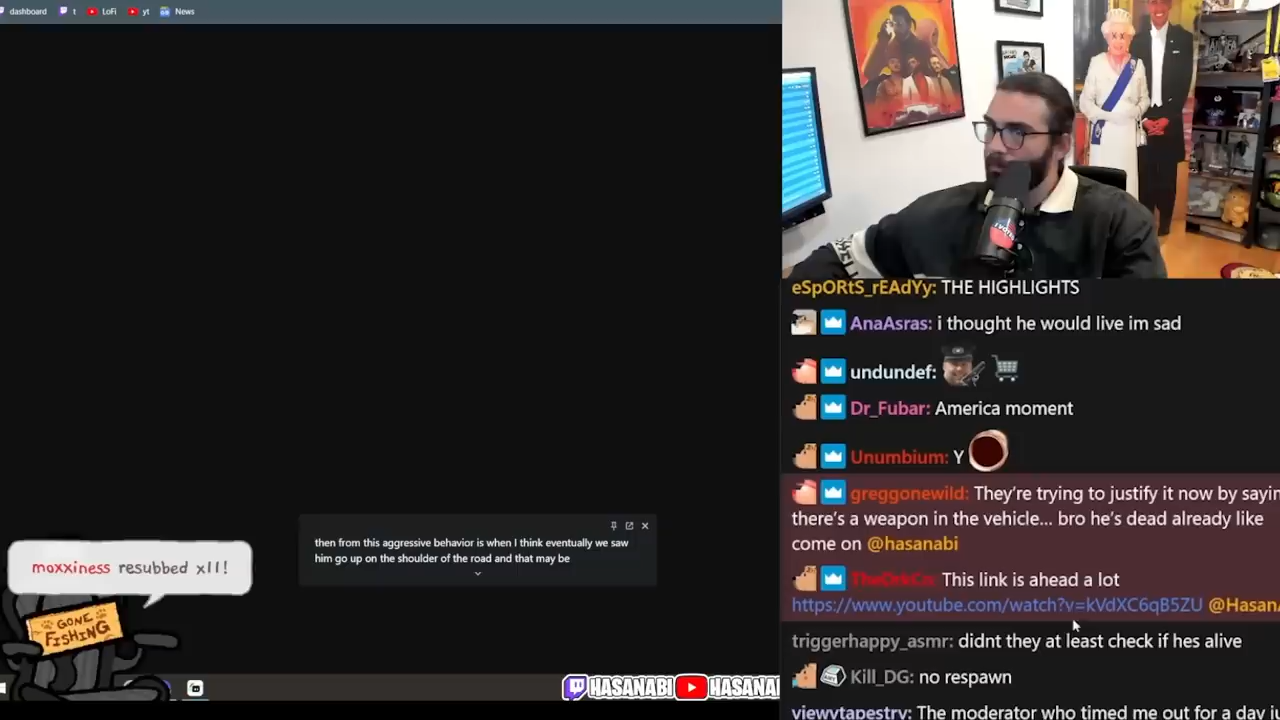 dashboard
t
LoFi
yt
News
eSpORtS_rEAdYy: THE HIGHLIGHTS
AnaAsras: i thought he would live im sad
undundef:
Dr_Fubar: America moment
Unumbium: Y
greggonewild: They're trying to justify it now by sayin
there's a weapon in the vehicle... bro he's dead already like
come on @hasanabi
TheOrkCo: This link is ahead a lot
https://www.youtube.com/watch?v=kVdXC6qB5ZU @Hasan
triggerhappy_asmr: didnt they at least check if hes alive
Kill_DG: no respawn
viewytapestry: The moderator who timed me out for a day ju
then from this aggressive behavior is when I think eventually we saw
him go up on the shoulder of the road and that may be
moxxiness resubbed x11!
GONE
FISHING
HASANABI
HASANA